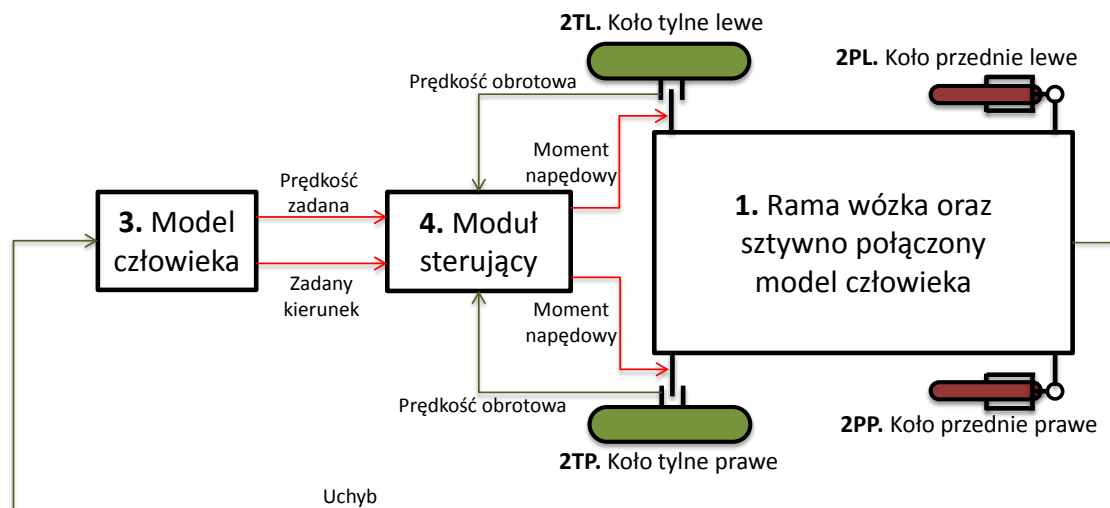 2TL. Koło tylne lewe
2PL. Koło przednie lewe
Prędkość obrotowa
Moment
napędowy
Prędkość
zadana
3. Model
człowieka
4. Moduł
sterujący
1. Rama wózka oraz
sztywno połączony
model człowieka
Zadany
kierunek
Moment
napędowy
Prędkość obrotowa
2PP. Koło przednie prawe
2TP. Koło tylne prawe
Uchyb